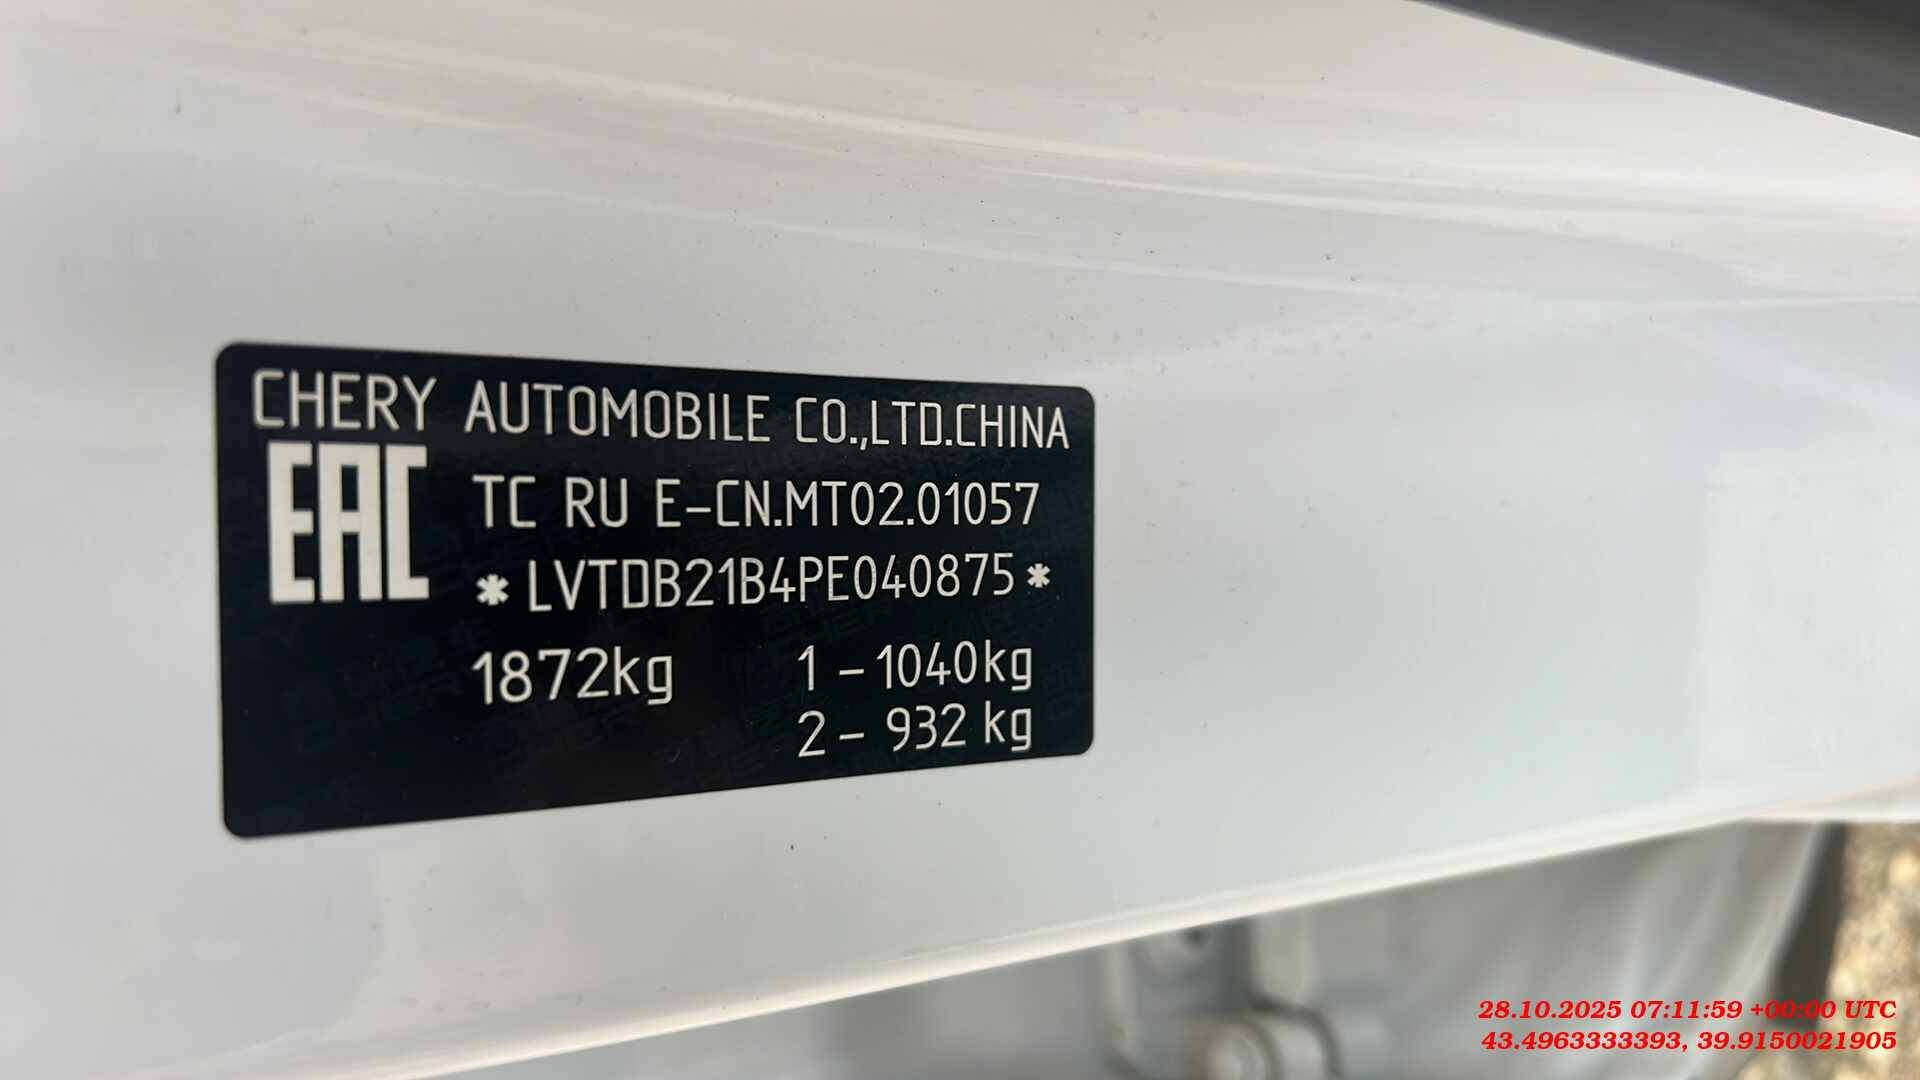 CHERY AUTOMOBILE CO.,LTD.CHINA
EAC
TC RU E-CN.MT02.01057
*LVTDB21B4PE040875*
1872kg
1 - 1040kg
2 - 932 kg
28.10.2025 07:11:59 +00:00 UTC
43.4963333393, 39.9150021905